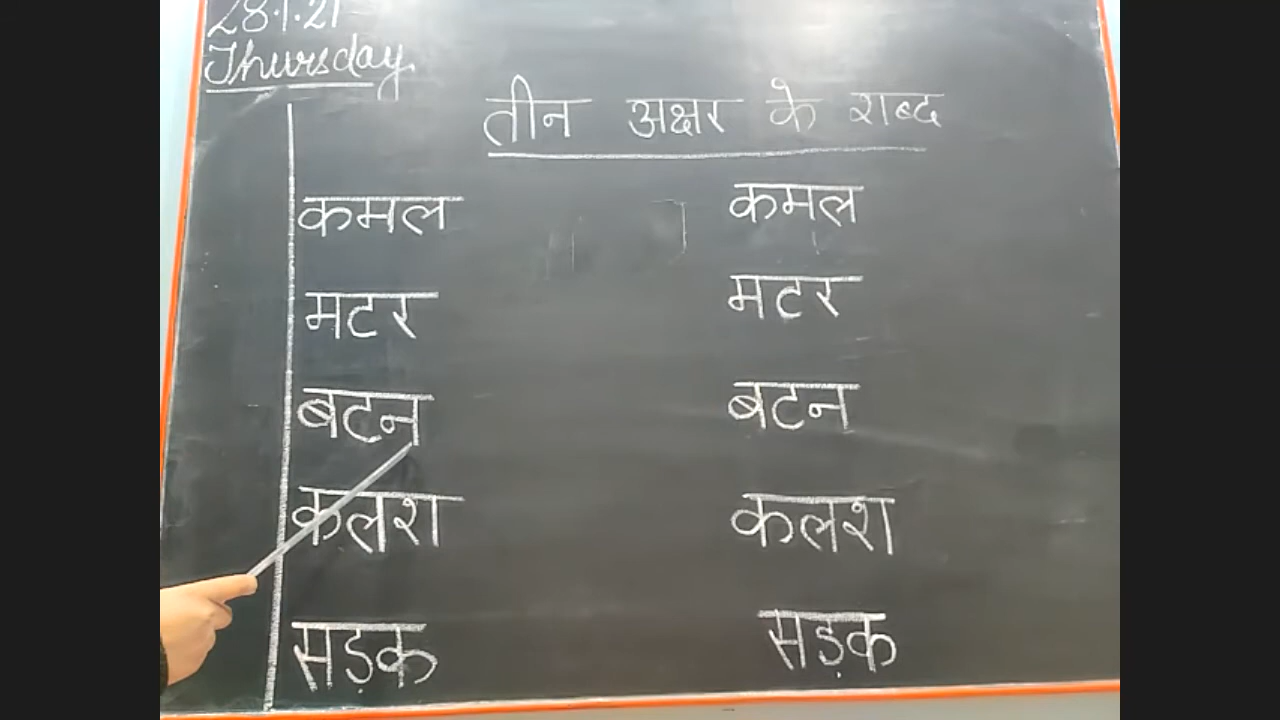 28.1.21
Thursday
तीन अक्षर के शब्द
कमल कमल
मटर मटर
बटन बटन
कलश कलश
सड़क सड़क